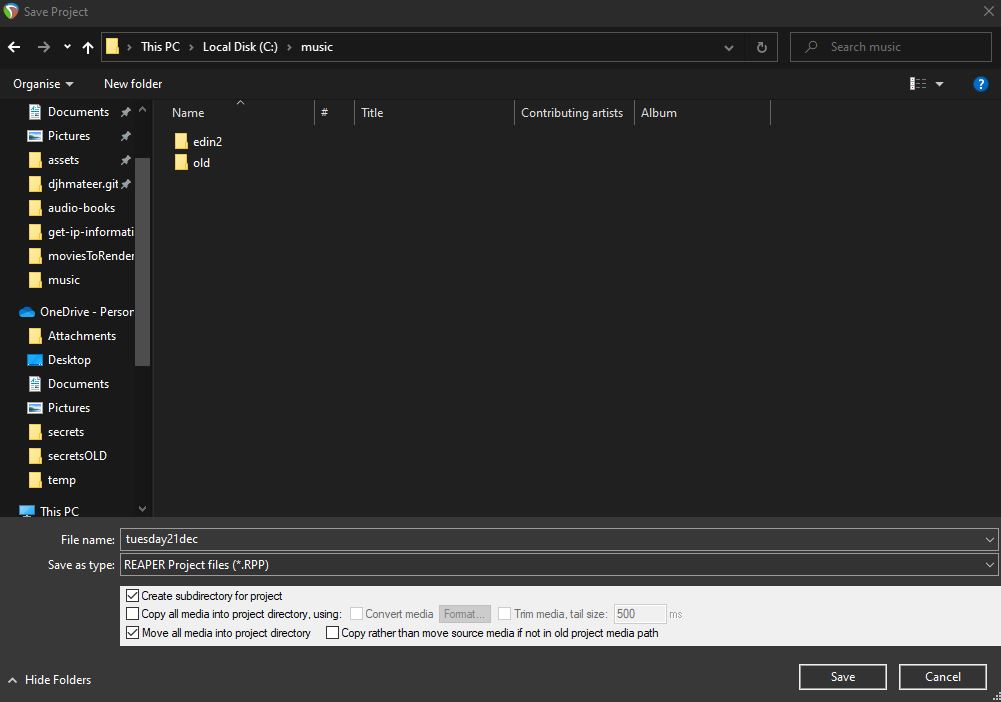 Save Project
This PC Local Disk (C:) music
Search music
Organise New folder
?
Name # Title Contributing artists Album
Documents
Pictures
assets
djhmateer.git
audio-books
get-ip-informati
moviesToRender
music
OneDrive - Person
Attachments
Desktop
Documents
Pictures
secrets
secretsOLD
temp
This PC
edin2
old
File name: tuesday21dec
Save as type: REAPER Project files (*.RPP)
Create subdirectory for project
Copy all media into project directory, using: Convert media Format... Trim media, tail size: 500 ms
Move all media into project directory Copy rather than move source media if not in old project media path
Hide Folders
Save Cancel